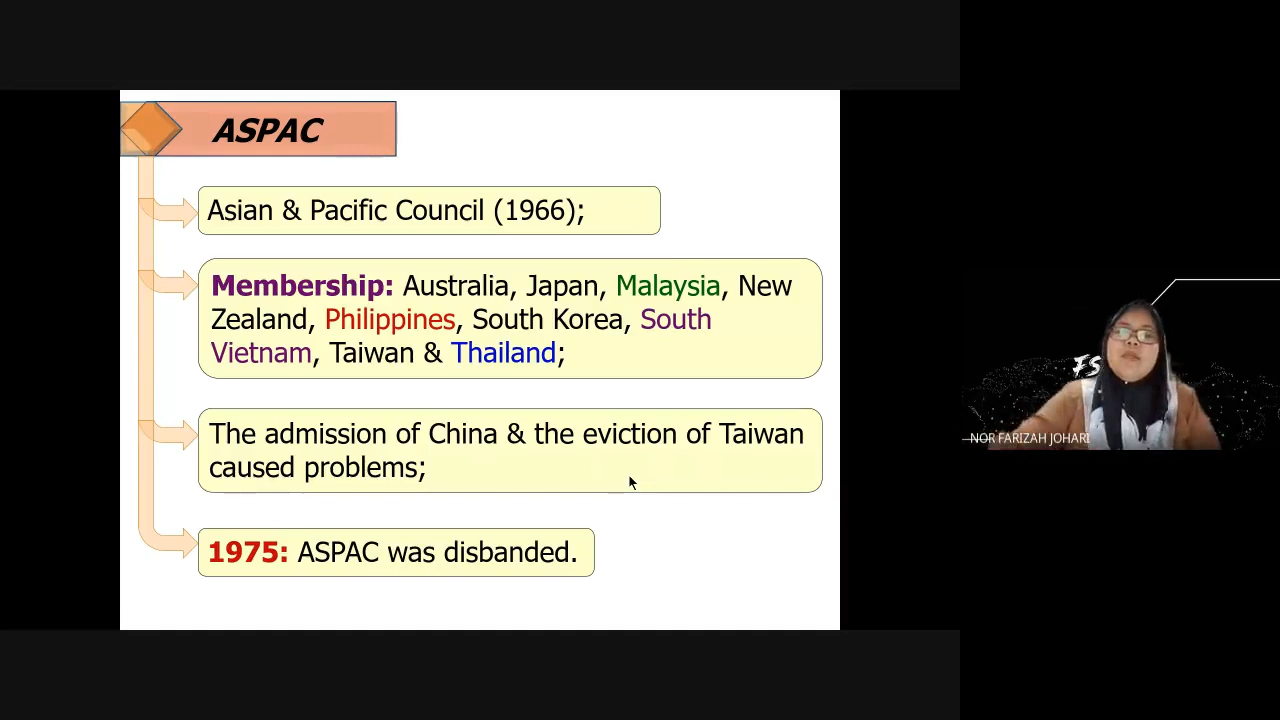 ASPAC
Asian & Pacific Council (1966);
Membership: Australia, Japan, Malaysia, New
Zealand, Philippines, South Korea, South
Vietnam, Taiwan & Thailand;
The admission of China & the eviction of Taiwan
caused problems;
1975: ASPAC was disbanded.
FS
NOR FARIZAH JOHARI